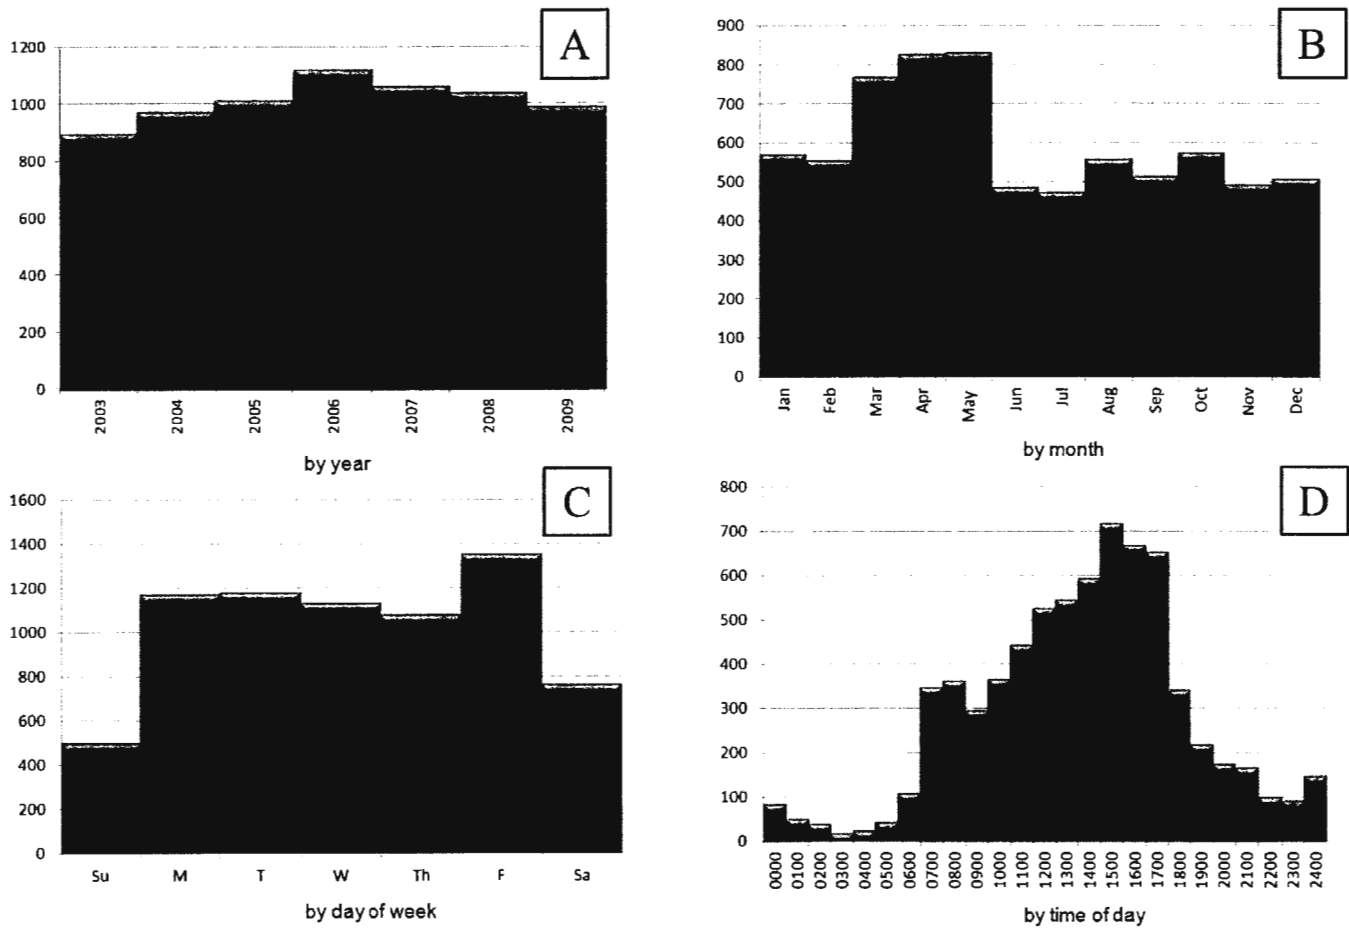 A
1200
1000
800
600
400
200
0
2003 2004 2005 2006 2007 2008 2009
by year
B
900
800
700
600
500
400
300
200
100
0
Jan Feb Mar Apr May Jun Jul Aug Sep Oct Nov Dec
by month
C
1600
1400
1200
1000
800
600
400
200
0
Su M T W Th F Sa
by day of week
D
800
700
600
500
400
300
200
100
0
0000 0100 0200 0300 0400 0500 0600 0700 0800 0900 1000 1100 1200 1300 1400 1500 1600 1700 1800 1900 2000 2100 2200 2300 2400
by time of day